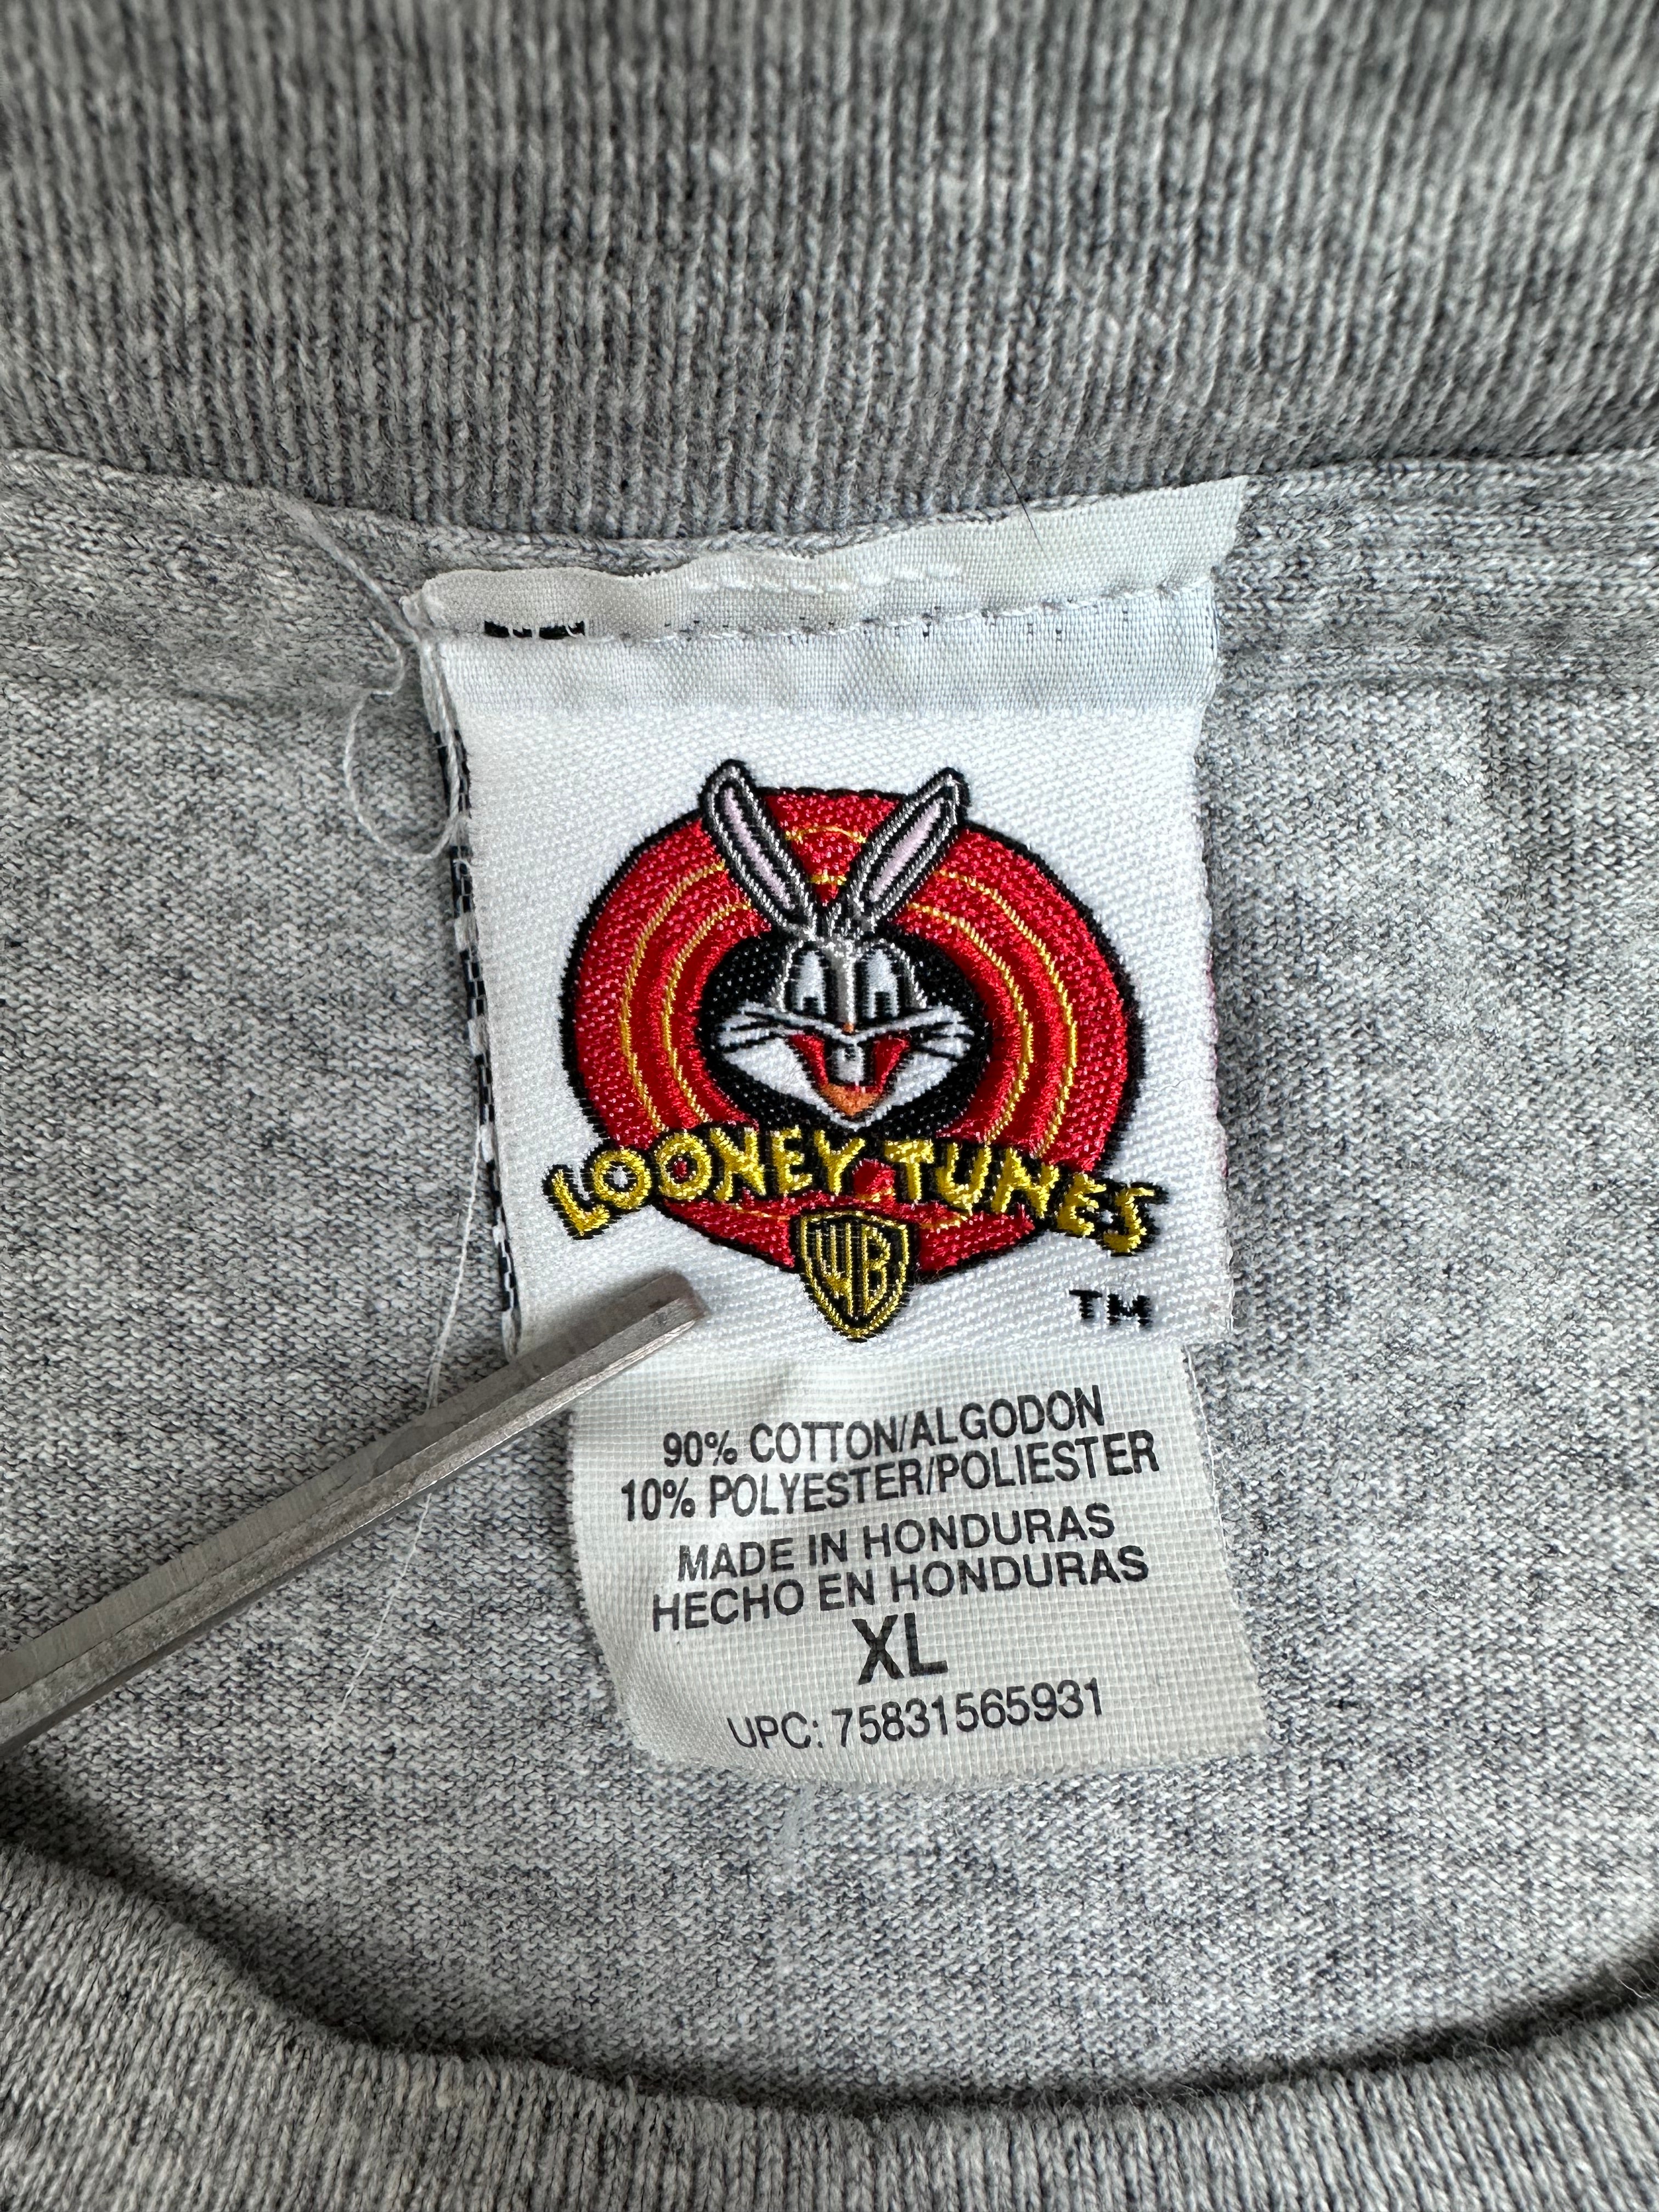 LOONEY TUNES
WB
TM
90% COTTON/ALGODON
10% POLYESTER/POLIESTER
MADE IN HONDURAS
HECHO EN HONDURAS
XL
UPC: 75831565931